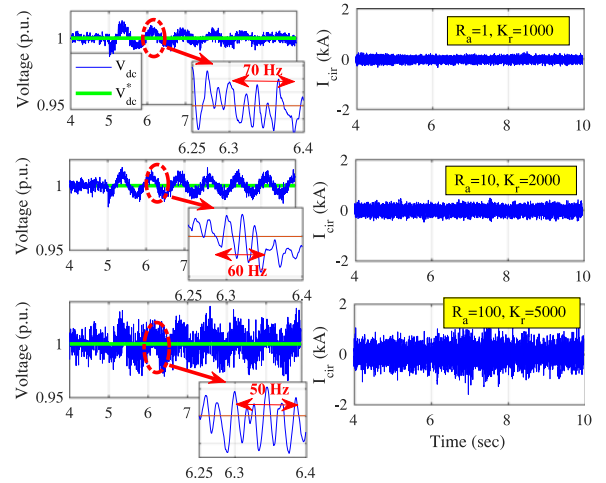 Voltage (p.u.)
1
0.95
4 5 6 7
V_dc
V*_dc
70 Hz
6.25 6.3 6.4
I_cir (kA)
2
0
-2
4 6 8 10
R_a=1, K_r=1000
Voltage (p.u.)
1
0.95
4 5 6 7
60 Hz
6.25 6.3 6.4
I_cir (kA)
2
0
-2
4 6 8 10
R_a=10, K_r=2000
Voltage (p.u.)
1
0.95
4 5 6 7
50 Hz
6.25 6.3 6.4
I_cir (kA)
2
0
-2
4 6 8 10
R_a=100, K_r=5000
Time (sec)